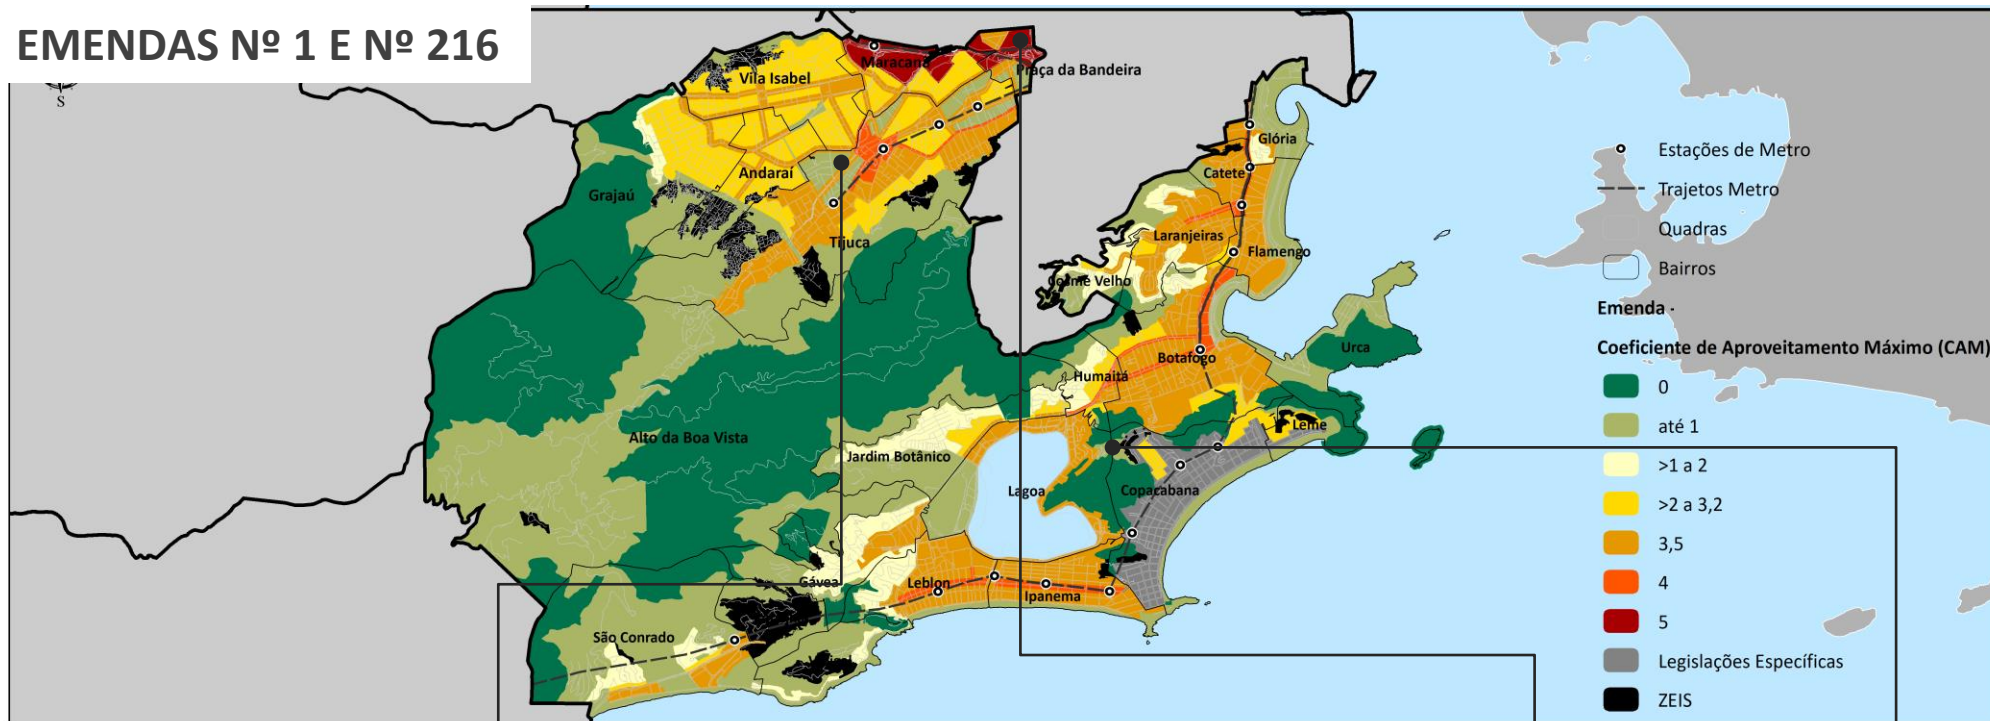 EMENDAS Nº 1 E Nº 216
S
Vila Isabel
Maracanã
Praça da Bandeira
Glória
Grajaú
Andaraí
Catete
Tijuca
Laranjeiras
Flamengo
Cosme Velho
Urca
Botafogo
Humaitá
Leme
Alto da Boa Vista
Jardim Botânico
Lagoa
Copacabana
Gávea
Leblon
Ipanema
São Conrado
Estações de Metro
Trajetos Metro
Quadras
Bairros
Emenda -
Coeficiente de Aproveitamento Máximo (CAM)
0
até 1
>1 a 2
>2 a 3,2
3,5
4
5
Legislações Específicas
ZEIS